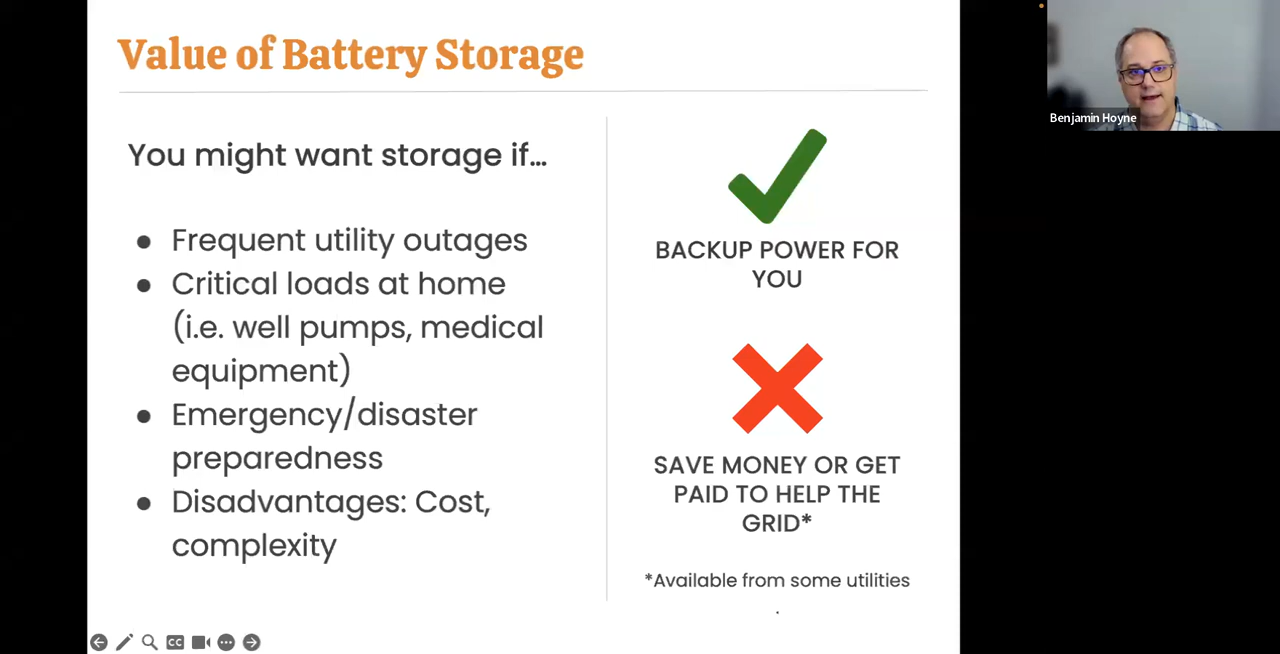 Value of Battery Storage
You might want storage if...
● Frequent utility outages
● Critical loads at home
(i.e. well pumps, medical
equipment)
● Emergency/disaster
preparedness
● Disadvantages: Cost,
complexity
BACKUP POWER FOR
YOU
SAVE MONEY OR GET
PAID TO HELP THE
GRID*
*Available from some utilities
.
Benjamin Hoyne
CC